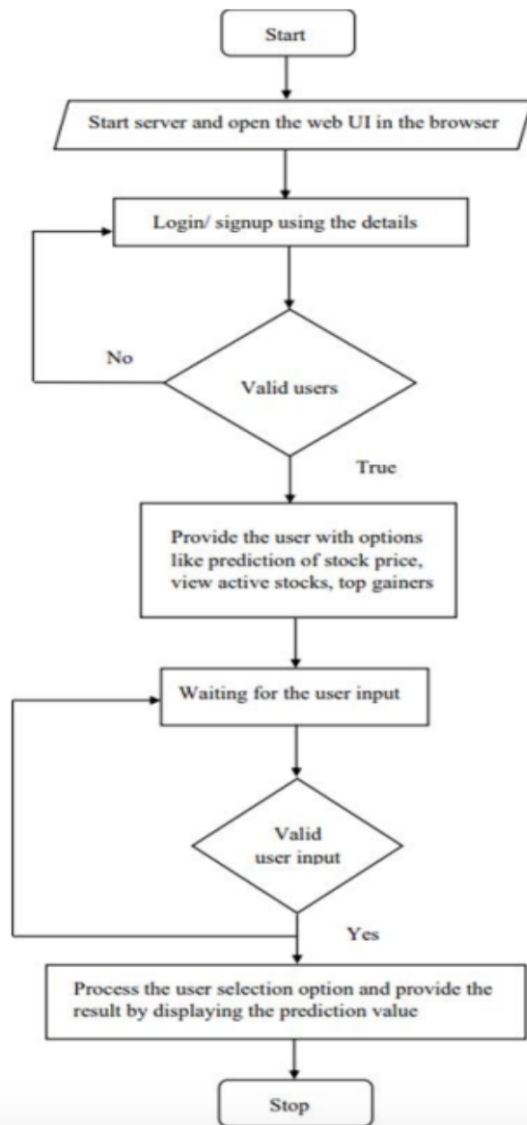 Start
Start server and open the web UI in the browser
Login/ signup using the details
No
Valid users
True
Provide the user with options
like prediction of stock price,
view active stocks, top gainers
Waiting for the user input
Valid
user input
Yes
Process the user selection option and provide the
result by displaying the prediction value
Stop